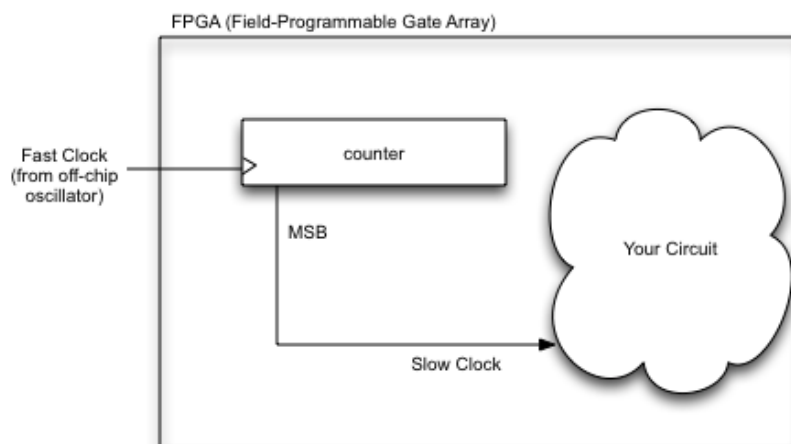 FPGA (Field-Programmable Gate Array)
Fast Clock
(from off-chip
oscillator)
counter
MSB
Your Circuit
Slow Clock